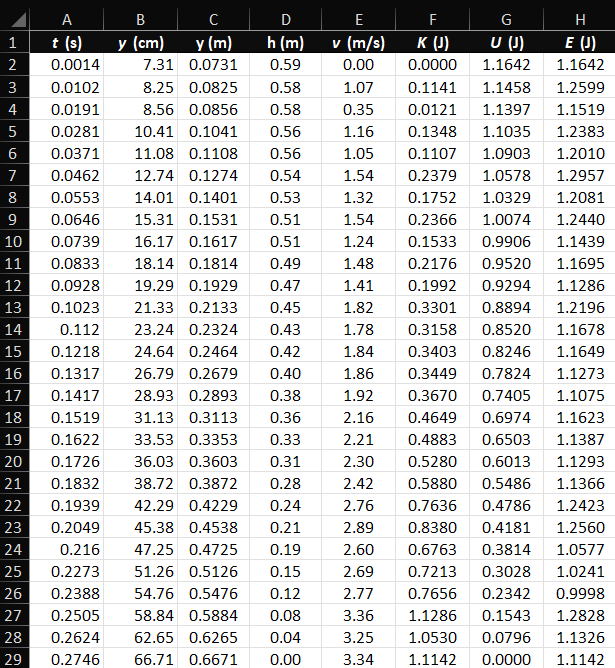 A B C D E F G H
1 t (s) y (cm) y (m) h (m) v (m/s) K (J) U (J) E (J)
2 0.0014 7.31 0.0731 0.59 0.00 0.0000 1.1642 1.1642
3 0.0102 8.25 0.0825 0.58 1.07 0.1141 1.1458 1.2599
4 0.0191 8.56 0.0856 0.58 0.35 0.0121 1.1397 1.1519
5 0.0281 10.41 0.1041 0.56 1.16 0.1348 1.1035 1.2383
6 0.0371 11.08 0.1108 0.56 1.05 0.1107 1.0903 1.2010
7 0.0462 12.74 0.1274 0.54 1.54 0.2379 1.0578 1.2957
8 0.0553 14.01 0.1401 0.53 1.32 0.1752 1.0329 1.2081
9 0.0646 15.31 0.1531 0.51 1.54 0.2366 1.0074 1.2440
10 0.0739 16.17 0.1617 0.51 1.24 0.1533 0.9906 1.1439
11 0.0833 18.14 0.1814 0.49 1.48 0.2176 0.9520 1.1695
12 0.0928 19.29 0.1929 0.47 1.41 0.1992 0.9294 1.1286
13 0.1023 21.33 0.2133 0.45 1.82 0.3301 0.8894 1.2196
14 0.112 23.24 0.2324 0.43 1.78 0.3158 0.8520 1.1678
15 0.1218 24.64 0.2464 0.42 1.84 0.3403 0.8246 1.1649
16 0.1317 26.79 0.2679 0.40 1.86 0.3449 0.7824 1.1273
17 0.1417 28.93 0.2893 0.38 1.92 0.3670 0.7405 1.1075
18 0.1519 31.13 0.3113 0.36 2.16 0.4649 0.6974 1.1623
19 0.1622 33.53 0.3353 0.33 2.21 0.4883 0.6503 1.1387
20 0.1726 36.03 0.3603 0.31 2.30 0.5280 0.6013 1.1293
21 0.1832 38.72 0.3872 0.28 2.42 0.5880 0.5486 1.1366
22 0.1939 42.29 0.4229 0.24 2.76 0.7636 0.4786 1.2423
23 0.2049 45.38 0.4538 0.21 2.89 0.8380 0.4181 1.2560
24 0.216 47.25 0.4725 0.19 2.60 0.6763 0.3814 1.0577
25 0.2273 51.26 0.5126 0.15 2.69 0.7213 0.3028 1.0241
26 0.2388 54.76 0.5476 0.12 2.77 0.7656 0.2342 0.9998
27 0.2505 58.84 0.5884 0.08 3.36 1.1286 0.1543 1.2828
28 0.2624 62.65 0.6265 0.04 3.25 1.0530 0.0796 1.1326
29 0.2746 66.71 0.6671 0.00 3.34 1.1142 0.0000 1.1142